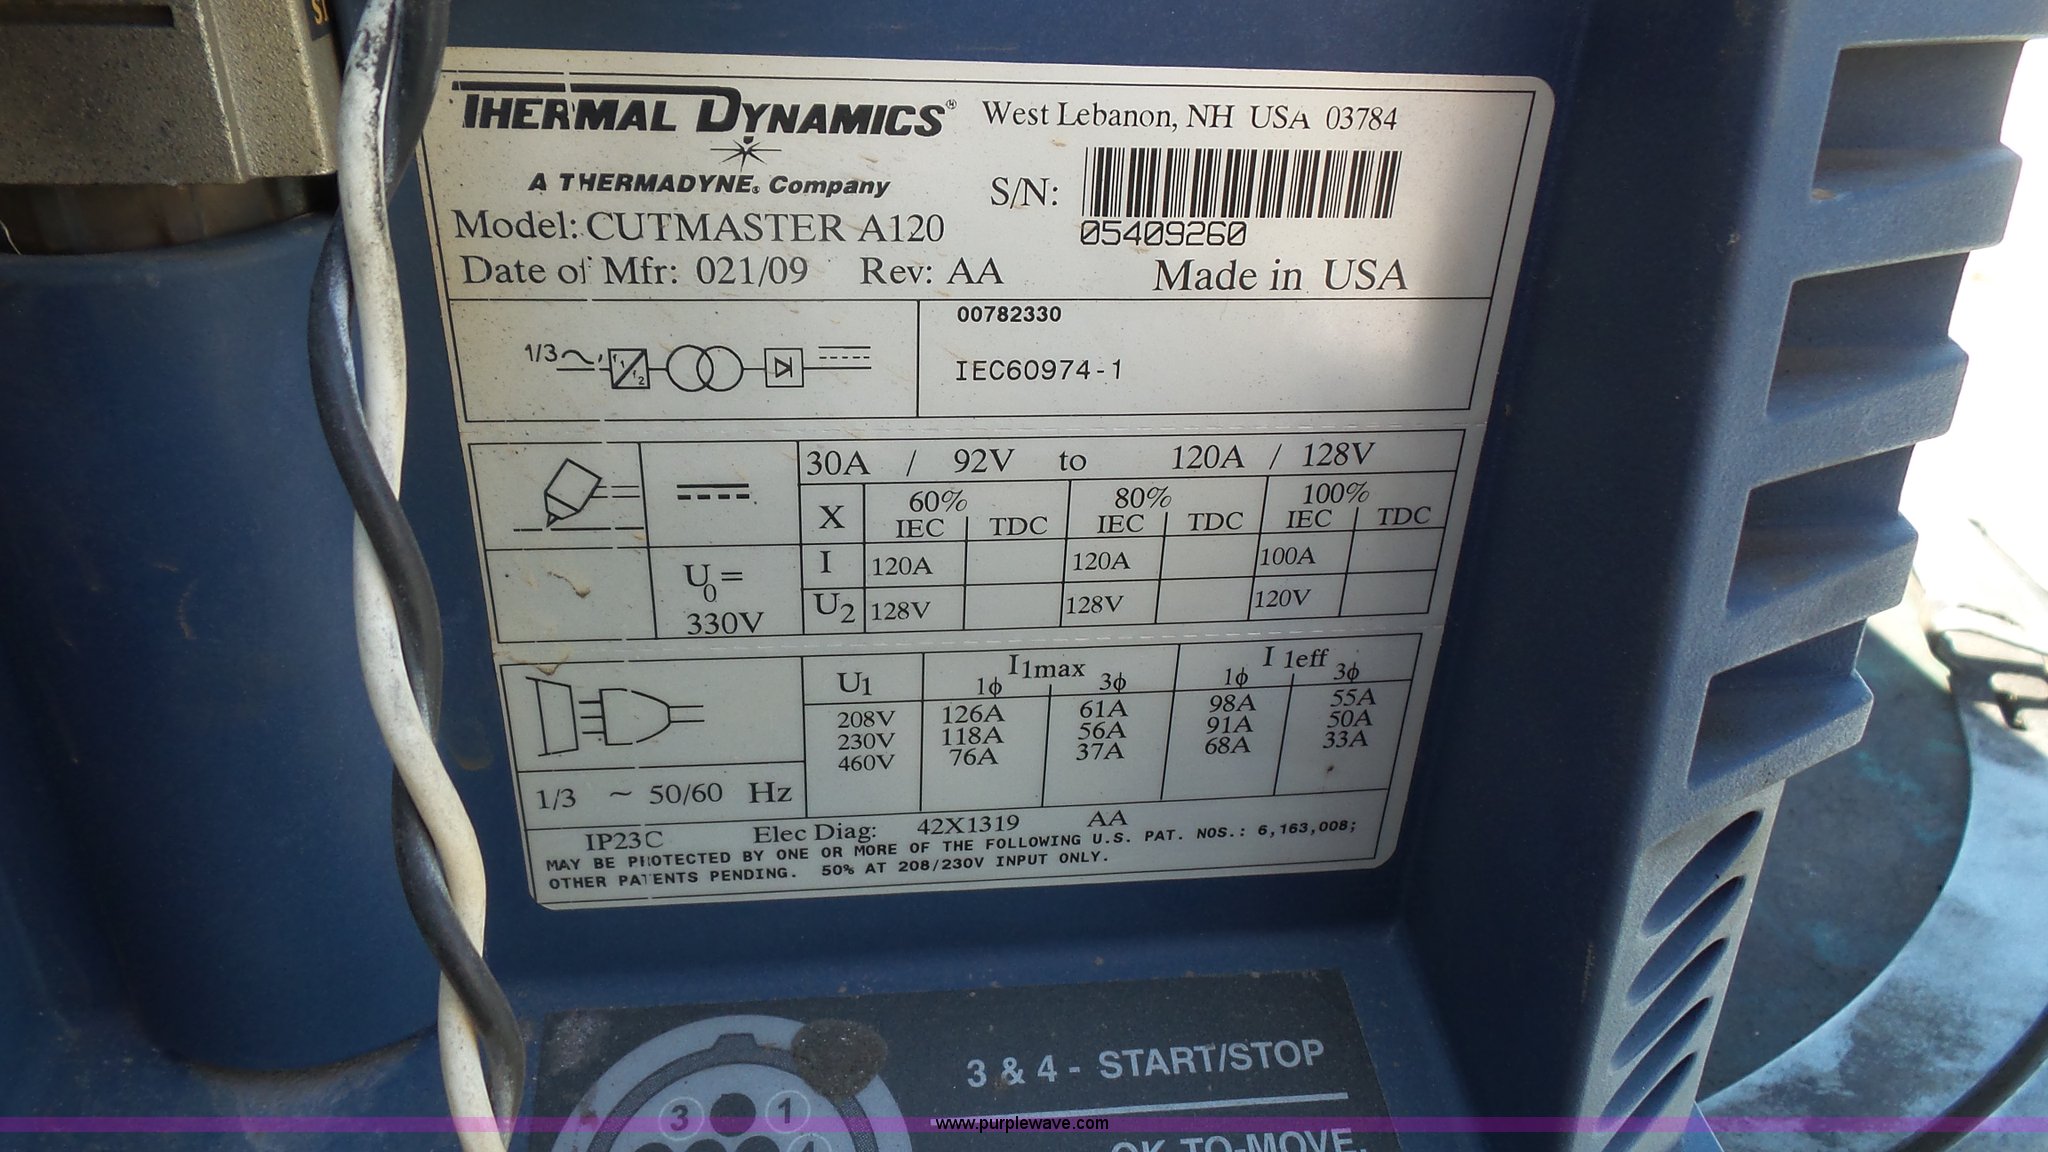 THERMAL DYNAMICS® West Lebanon, NH USA 03784
A THERMADYNE® Company
S/N:
05409260
Model: CUTMASTER A120
Date of Mfr: 021/09 Rev: AA Made in USA
1/3 f1 f2
00782330
IEC60974-1
30A / 92V to 120A / 128V
X 60% 80% 100%
IEC TDC IEC TDC IEC TDC
U0 = 330V
I 120A 120A 100A
U2 128V 128V 120V
U1 I1max I1eff
1ϕ 3ϕ 1ϕ 3ϕ
208V 126A 61A 98A 55A
230V 118A 56A 91A 50A
460V 76A 37A 68A 33A
1/3 ~ 50/60 Hz
IP23C Elec Diag: 42X1319 AA
MAY BE PROTECTED BY ONE OR MORE OF THE FOLLOWING U.S. PAT. NOS.: 6,163,008;
OTHER PATENTS PENDING. 50% AT 208/230V INPUT ONLY.
3 & 4 - START/STOP
3 1
www.purplewave.com
OK-TO-MOVE.